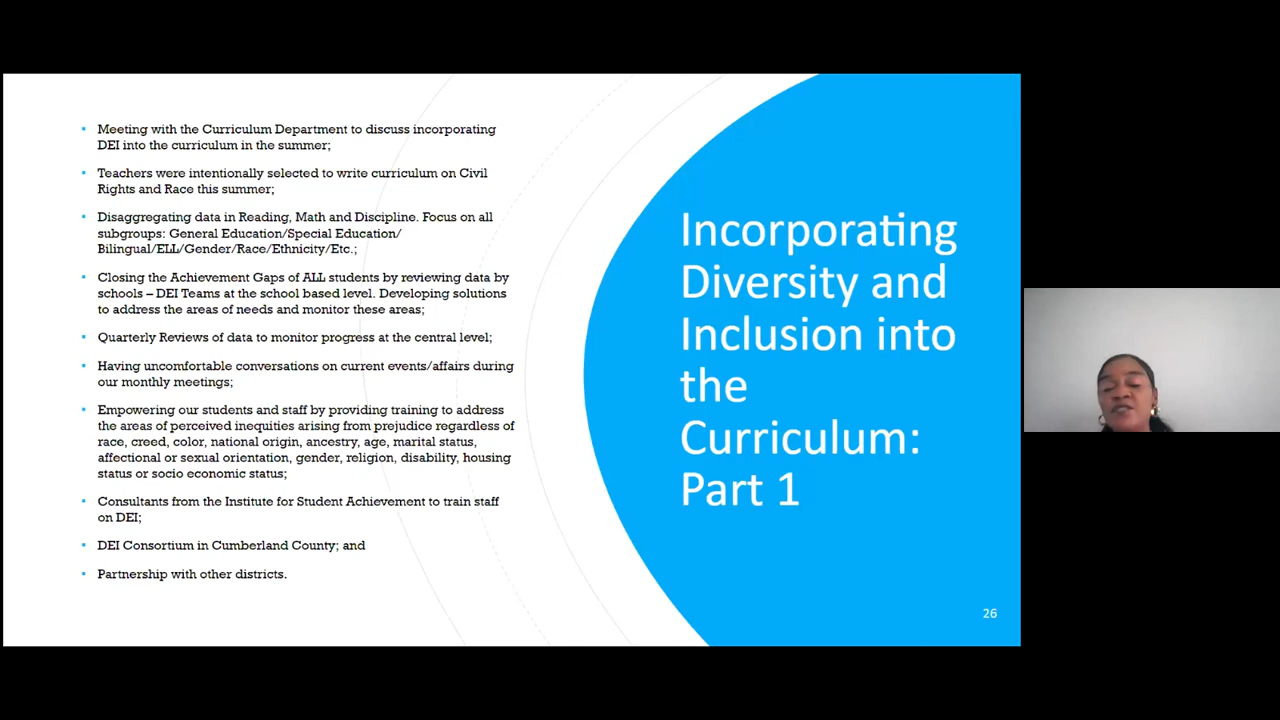 Meeting with the Curriculum Department to discuss incorporating
DEI into the curriculum in the summer;
Teachers were intentionally selected to write curriculum on Civil
Rights and Race this summer;
Disaggregating data in Reading, Math and Discipline. Focus on all
subgroups: General Education/Special Education/
Bilingual/ELL/Gender/Race/Ethnicity/Etc.;
Closing the Achievement Gaps of ALL students by reviewing data by
schools – DEI Teams at the school based level. Developing solutions
to address the areas of needs and monitor these areas;
Quarterly Reviews of data to monitor progress at the central level;
Having uncomfortable conversations on current events/affairs during
our monthly meetings;
Empowering our students and staff by providing training to address
the areas of perceived inequities arising from prejudice regardless of
race, creed, color, national origin, ancestry, age, marital status,
affectional or sexual orientation, gender, religion, disability, housing
status or socio economic status;
Consultants from the Institute for Student Achievement to train staff
on DEI;
DEI Consortium in Cumberland County; and
Partnership with other districts.
Incorporating
Diversity and
Inclusion into
the
Curriculum:
Part 1
26